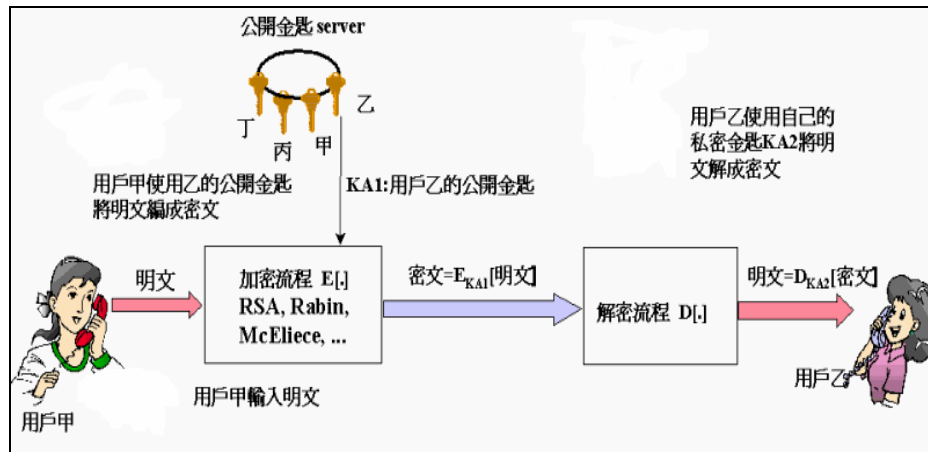 公開金匙 server
乙
丁
丙
甲
用戶乙使用自己的
私密金匙KA2將明
文解成密文
用戶甲使用乙的公開金匙
將明文編成密文
KA1:用戶乙的公開金匙
明文
加密流程 E[.]
RSA, Rabin,
McEliece, ...
密文=EKA1[明文]
解密流程 D[.]
明文=DKA2[密文]
用戶甲
用戶甲輸入明文
用戶乙